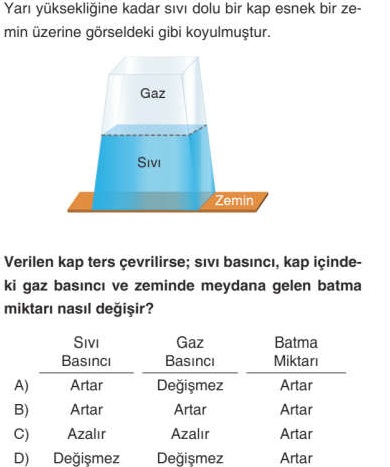 Yarı yüksekliğine kadar sıvı dolu bir kap esnek bir ze-
min üzerine görseldeki gibi koyulmuştur.
Gaz
Sıvı
Zemin
Verilen kap ters çevrilirse; sıvı basıncı, kap içinde-
ki gaz basıncı ve zeminde meydana gelen batma
miktarı nasıl değişir?
Sıvı Gaz Batma
Basıncı Basıncı Miktarı
A) Artar Değişmez Artar
B) Artar Artar Artar
C) Azalır Azalır Artar
D) Değişmez Değişmez Artar